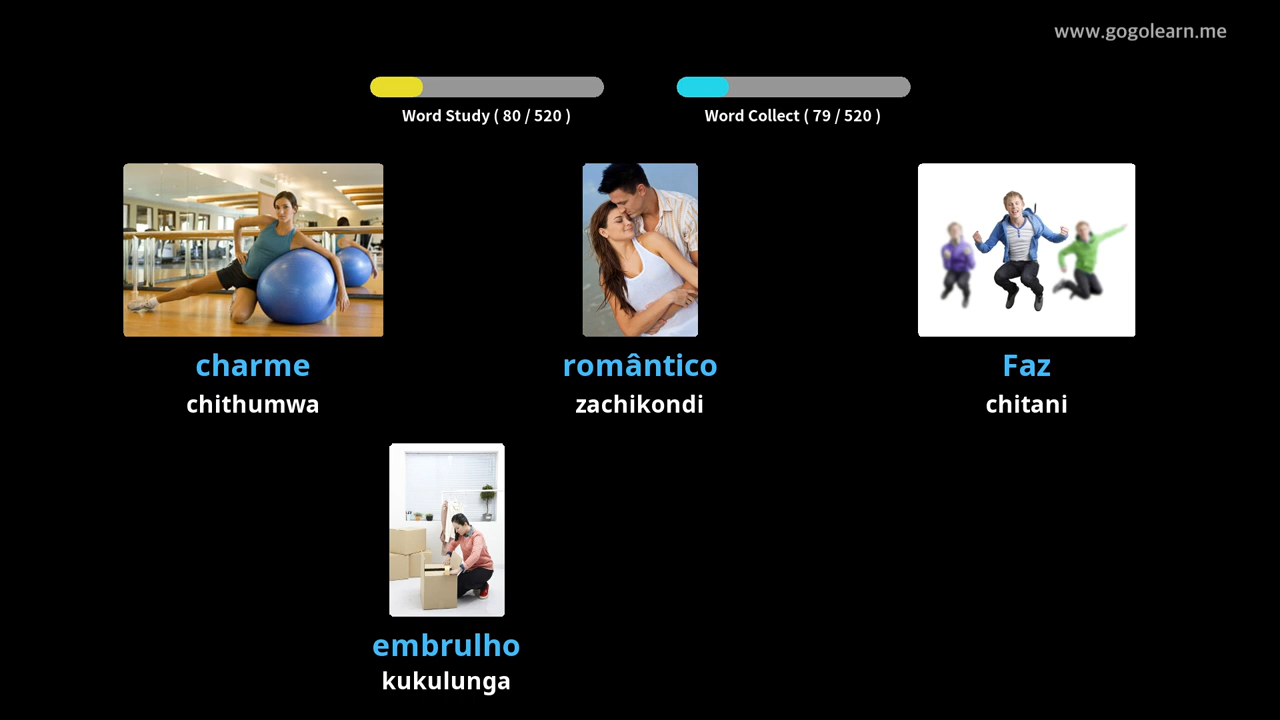 www.gogolearn.me
Word Study ( 80 / 520 )
Word Collect ( 79 / 520 )
charme
chithumwa
romântico
zachikondi
Faz
chitani
embrulho
kukulunga